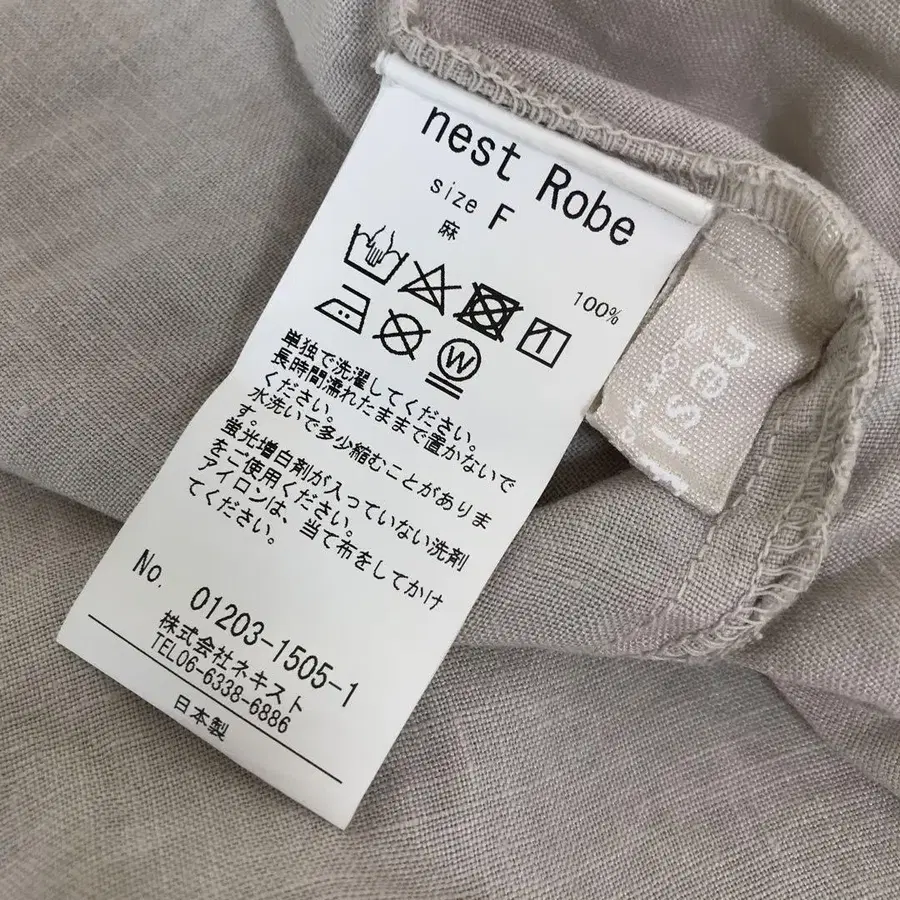 nest Robe
size F
麻 100%
W
単独で洗濯してください。
長時間濡れたままで置かないで
ください。
水洗いで多少縮むことがありま
す。
蛍光増白剤が入っていない洗剤
をご使用ください。
アイロンは、当て布をしてかけ
てください。
No. 01203-1505-1
株式会社ネキスト
TEL06-6338-6886
日本製